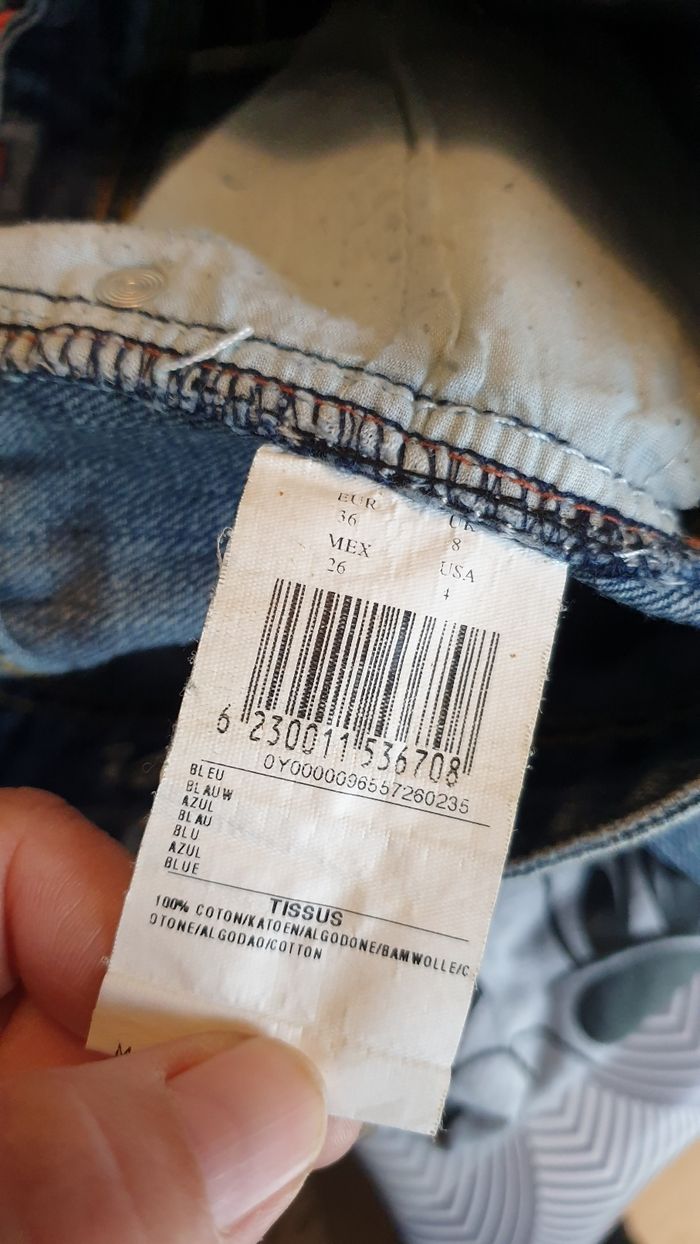 EUR UK
36 8
MEX USA
26 4
6 230011 536708
0Y0000096557260235
BLEU
BLAUW
AZUL
BLAU
BLU
AZUL
BLUE
TISSUS
100% COTON/KATOEN/ALGODONE/BAMWOLLE/C
OTONE/ALGODAO/COTTON